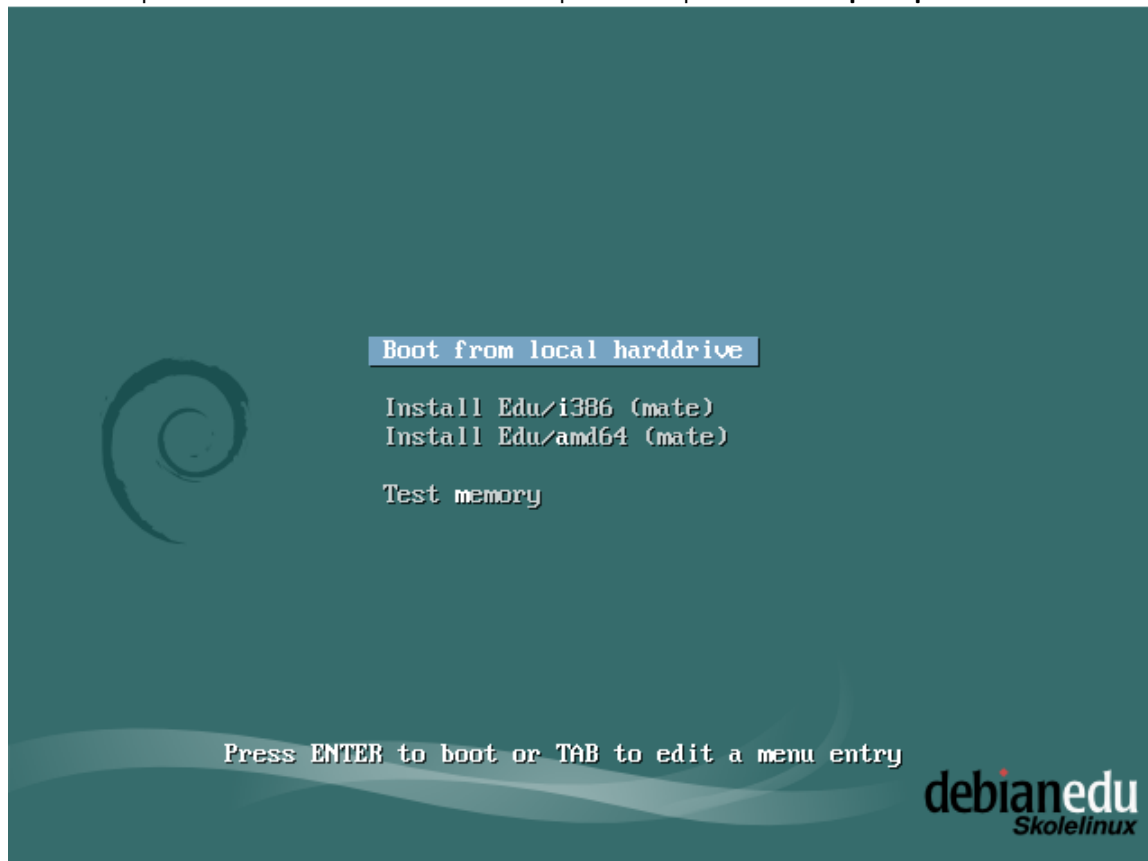 Boot from local harddrive
Install Edu/i386 (mate)
Install Edu/amd64 (mate)
Test memory
Press ENTER to boot or TAB to edit a menu entry
debianedu
Skolelinux